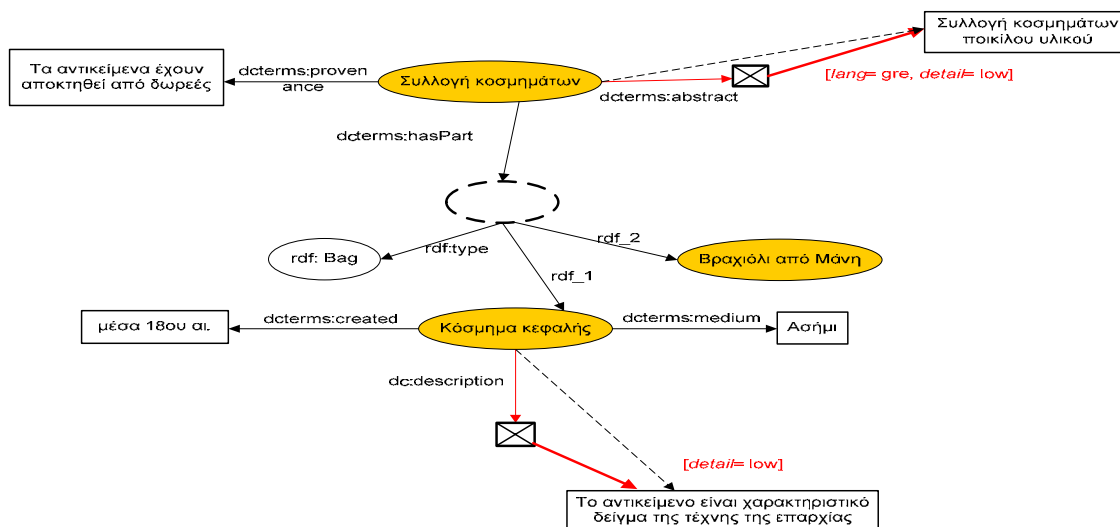 Συλλογή κοσμημάτων
ποικίλου υλικού
Τα αντικείμενα έχουν
αποκτηθεί από δωρεές
dcterms:proven
ance
Συλλογή κοσμημάτων
dcterms:abstract
[lang= gre, detail= low]
dcterms:hasPart
rdf: Bag
rdf:type
rdf_1
rdf_2
Βραχιόλι από Μάνη
μέσα 18ου αι.
dcterms:created
Κόσμημα κεφαλής
dcterms:medium
Ασήμι
dc:description
[detail= low]
Το αντικείμενο είναι χαρακτηριστικό
δείγμα της τέχνης της επαρχίας